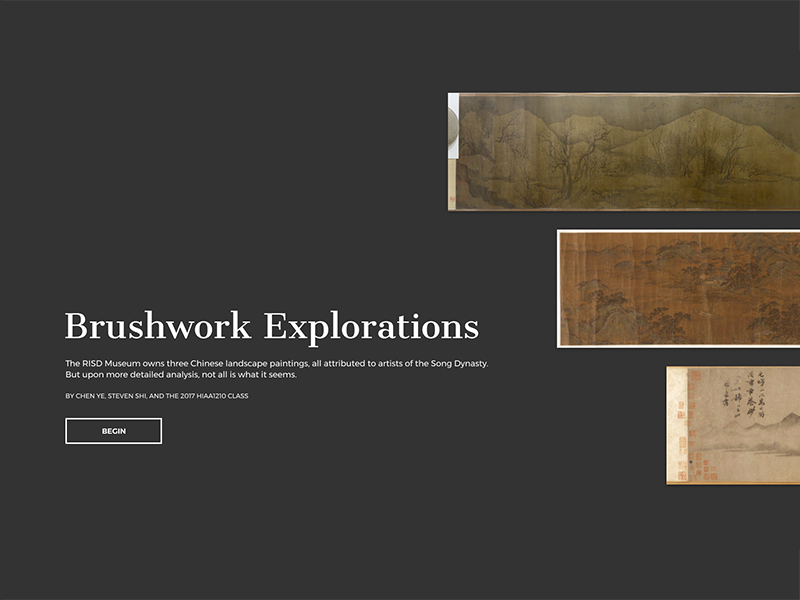 Brushwork Explorations
The RISD Museum owns three Chinese landscape paintings, all attributed to artists of the Song Dynasty.
But upon more detailed analysis, not all is what it seems.
BY CHEN YE, STEVEN SHI, AND THE 2017 HIAA1210 CLASS
BEGIN